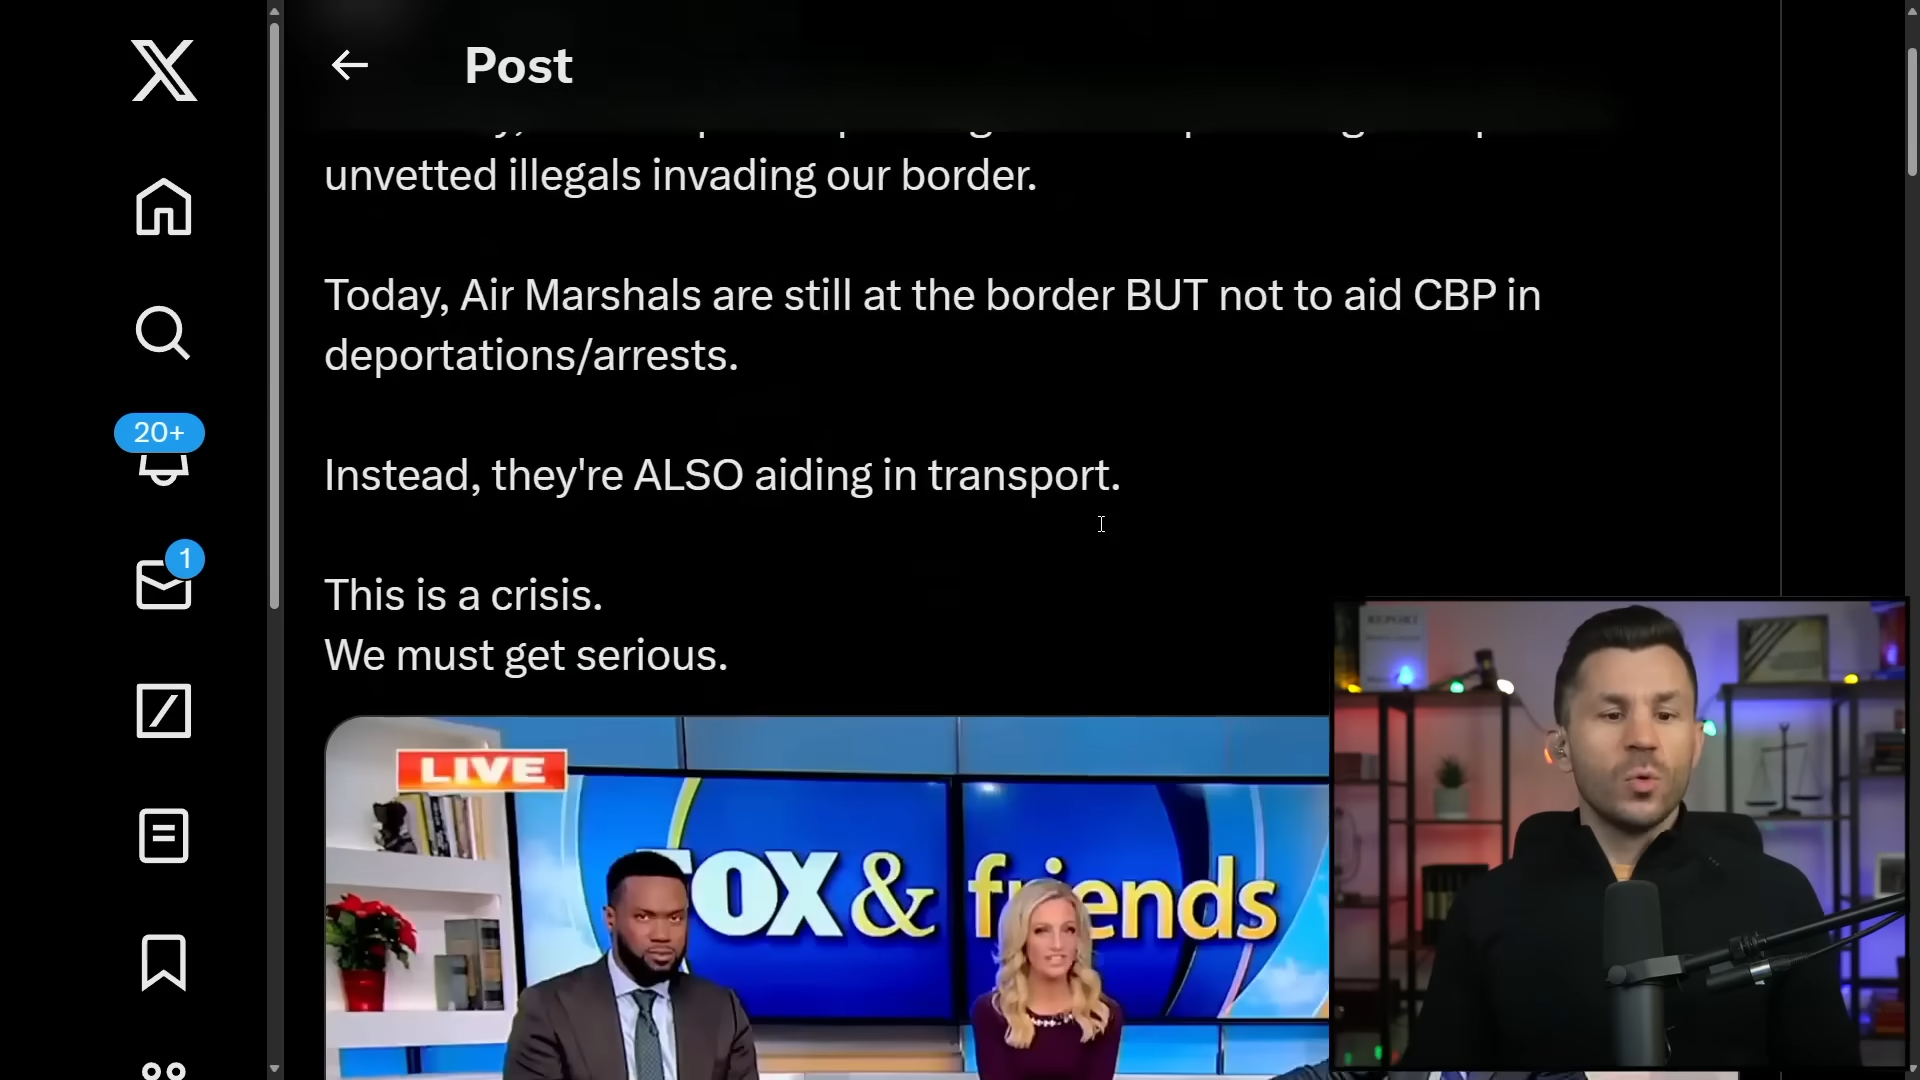 Post
unvetted illegals invading our border.
Today, Air Marshals are still at the border BUT not to aid CBP in
deportations/arrests.
Instead, they're ALSO aiding in transport.
This is a crisis.
We must get serious.
20+
1
LIVE
FOX & friends
REPORT